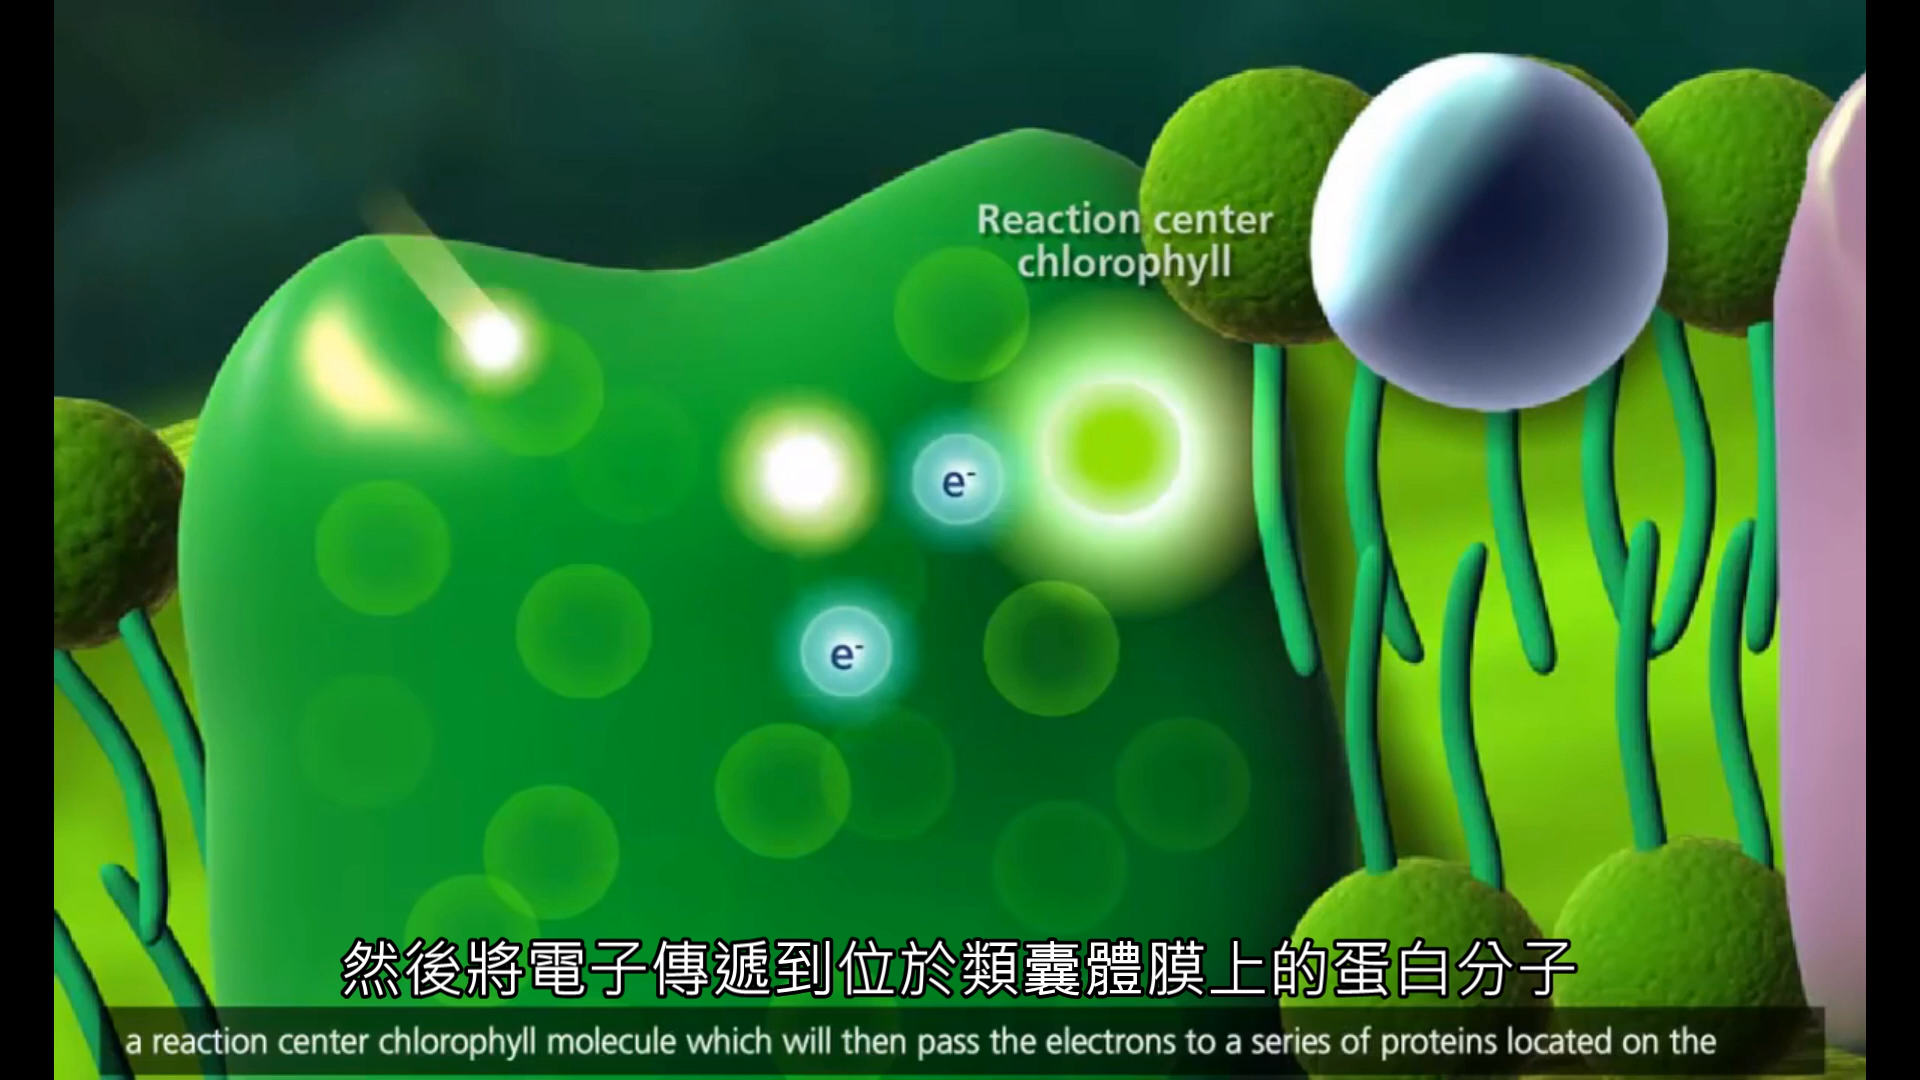 Reaction center
chlorophyll
e-
e-
然後將電子傳遞到位於類囊體膜上的蛋白分子
a reaction center chlorophyll molecule which will then pass the electrons to a series of proteins located on the